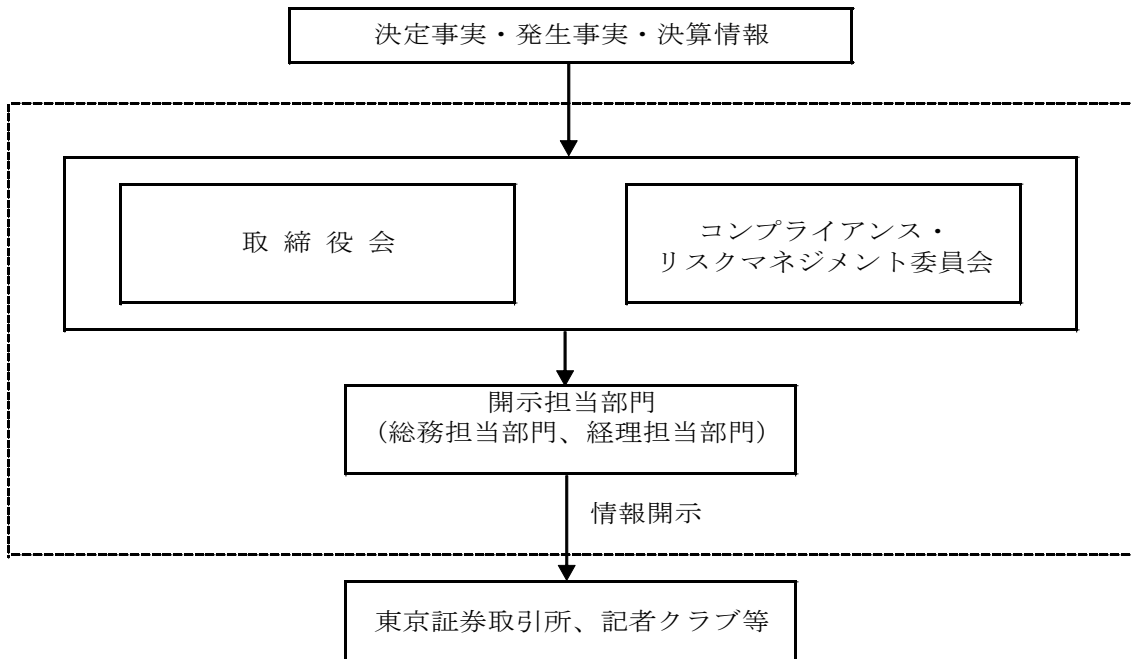 決定事実・発生事実・決算情報
取 締 役 会
コンプライアンス・
リスクマネジメント委員会
開示担当部門
(総務担当部門、経理担当部門)
情報開示
東京証券取引所、記者クラブ等